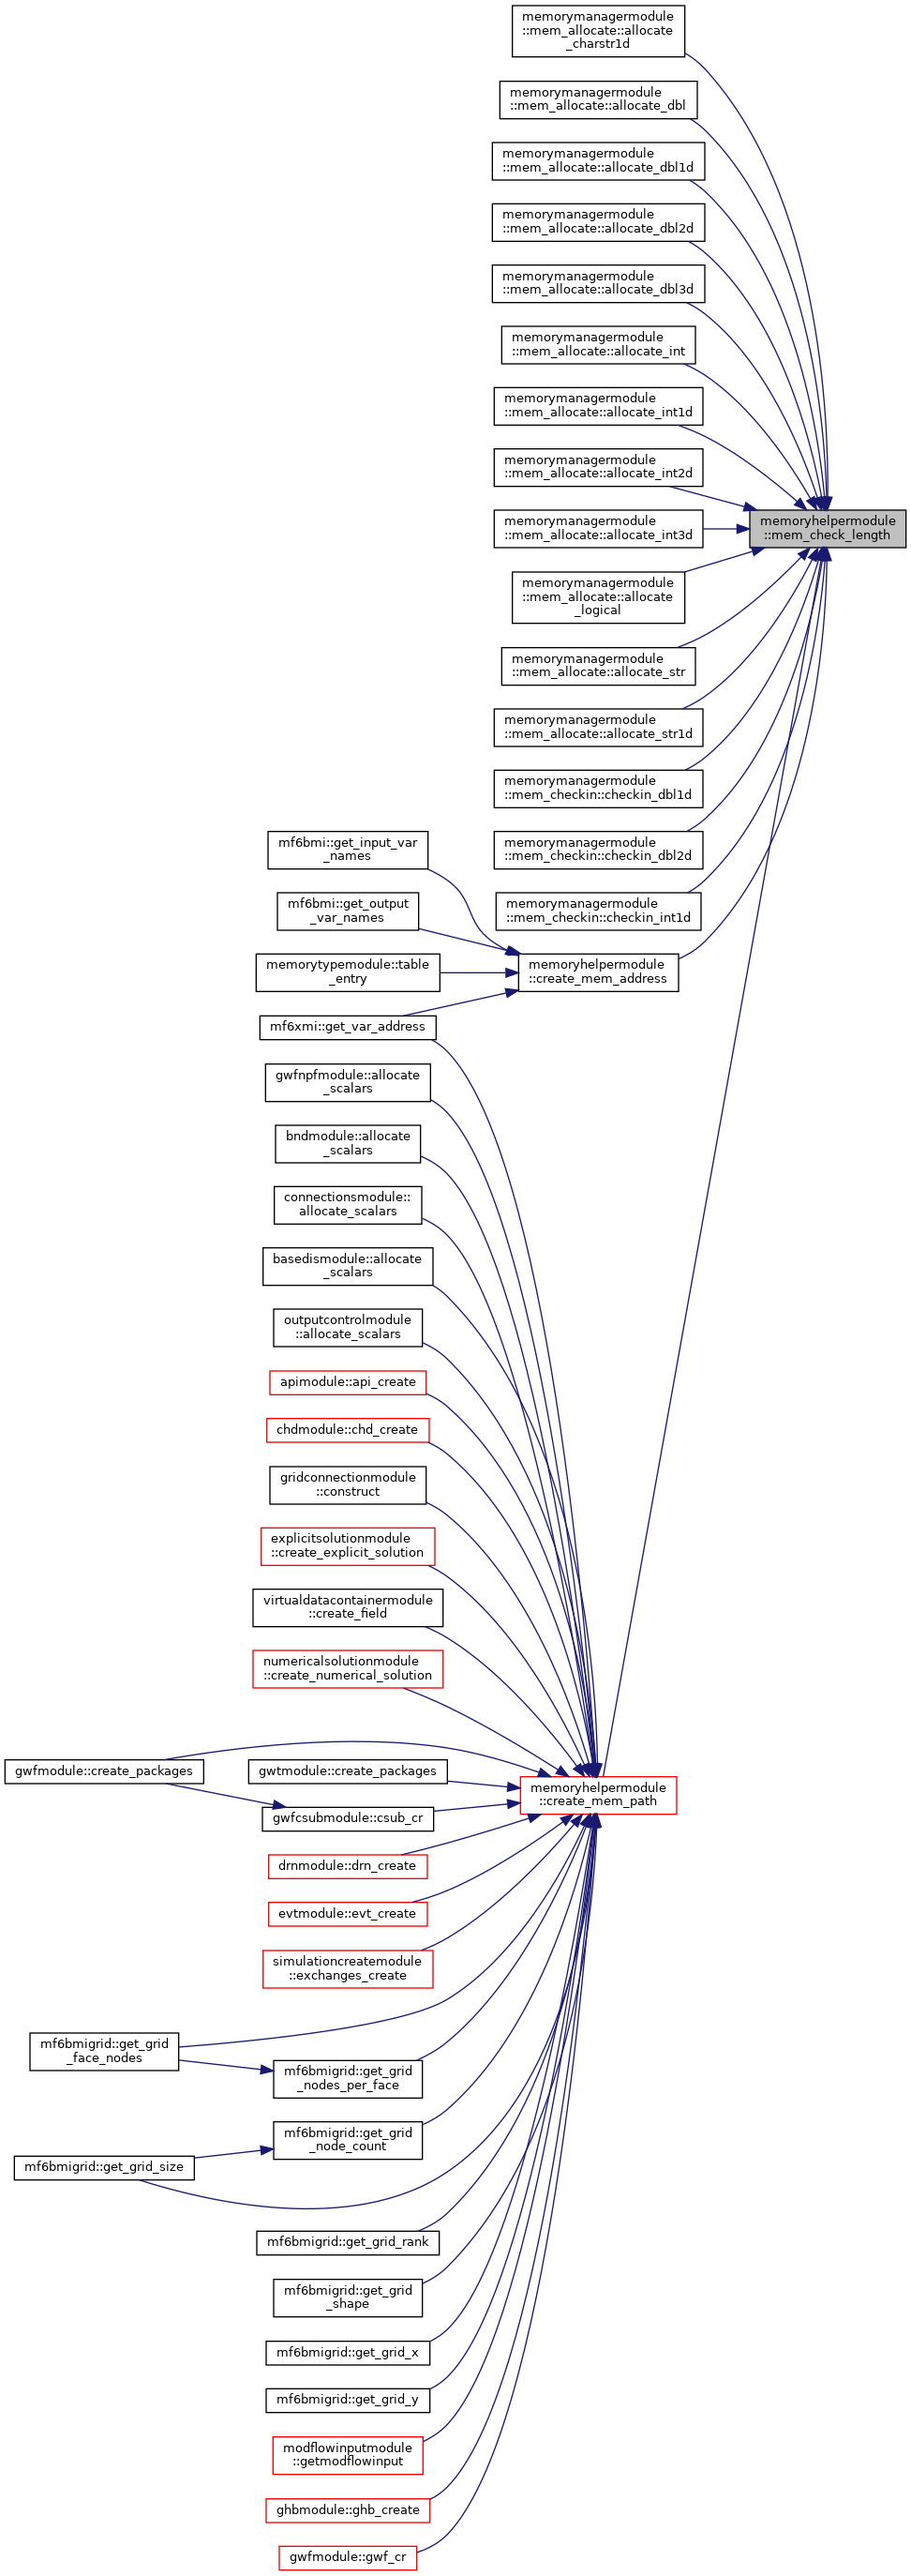 memorymanagermodule
::mem_allocate::allocate
_charstr1d
memorymanagermodule
::mem_allocate::allocate_dbl
memorymanagermodule
::mem_allocate::allocate_dbl1d
memorymanagermodule
::mem_allocate::allocate_dbl2d
memorymanagermodule
::mem_allocate::allocate_dbl3d
memorymanagermodule
::mem_allocate::allocate_int
memorymanagermodule
::mem_allocate::allocate_int1d
memorymanagermodule
::mem_allocate::allocate_int2d
memoryhelpermodule
::mem_check_length
memorymanagermodule
::mem_allocate::allocate_int3d
memorymanagermodule
::mem_allocate::allocate
_logical
memorymanagermodule
::mem_allocate::allocate_str
memorymanagermodule
::mem_allocate::allocate_str1d
memorymanagermodule
::mem_checkin::checkin_dbl1d
memorymanagermodule
::mem_checkin::checkin_dbl2d
mf6bmi::get_input_var
_names
memorymanagermodule
::mem_checkin::checkin_int1d
mf6bmi::get_output
_var_names
memorytypemodule::table
_entry
memoryhelpermodule
::create_mem_address
mf6xmi::get_var_address
gwfnpfmodule::allocate
_scalars
bndmodule::allocate
_scalars
connectionsmodule::
allocate_scalars
basedismodule::allocate
_scalars
outputcontrolmodule
::allocate_scalars
apimodule::api_create
chdmodule::chd_create
gridconnectionmodule
::construct
explicitsolutionmodule
::create_explicit_solution
virtualdatacontainermodule
::create_field
numericalsolutionmodule
::create_numerical_solution
gwfmodule::create_packages
gwtmodule::create_packages
memoryhelpermodule
::create_mem_path
gwfcsubmodule::csub_cr
drnmodule::drn_create
evtmodule::evt_create
simulationcreatemodule
::exchanges_create
mf6bmigrid::get_grid
_face_nodes
mf6bmigrid::get_grid
_nodes_per_face
mf6bmigrid::get_grid
_node_count
mf6bmigrid::get_grid_size
mf6bmigrid::get_grid_rank
mf6bmigrid::get_grid
_shape
mf6bmigrid::get_grid_x
mf6bmigrid::get_grid_y
modflowinputmodule
::getmodflowinput
ghbmodule::ghb_create
gwfmodule::gwf_cr